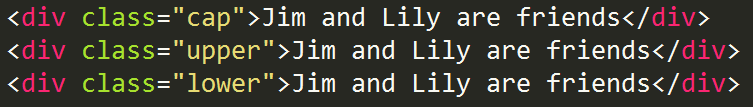 <div class="cap">Jim and Lily are friends</div>
<div class="upper">Jim and Lily are friends</div>
<div class="lower">Jim and Lily are friends</div>